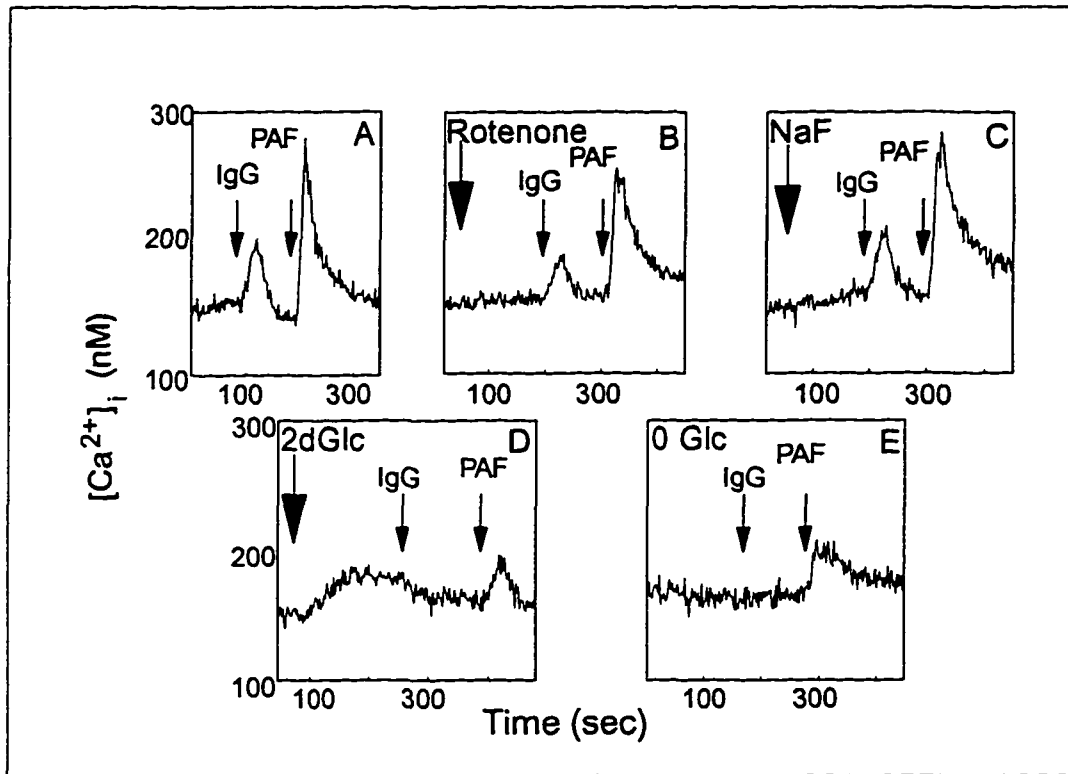 300
200
100
A
IgG
PAF
100 300
Rotenone
B
IgG
PAF
100 300
NaF
C
IgG
PAF
100 300
[Ca²⁺]ᵢ (nM)
300
200
100
2dGlc
D
IgG
PAF
100 300
0 Glc
E
IgG
PAF
100 300
Time (sec)